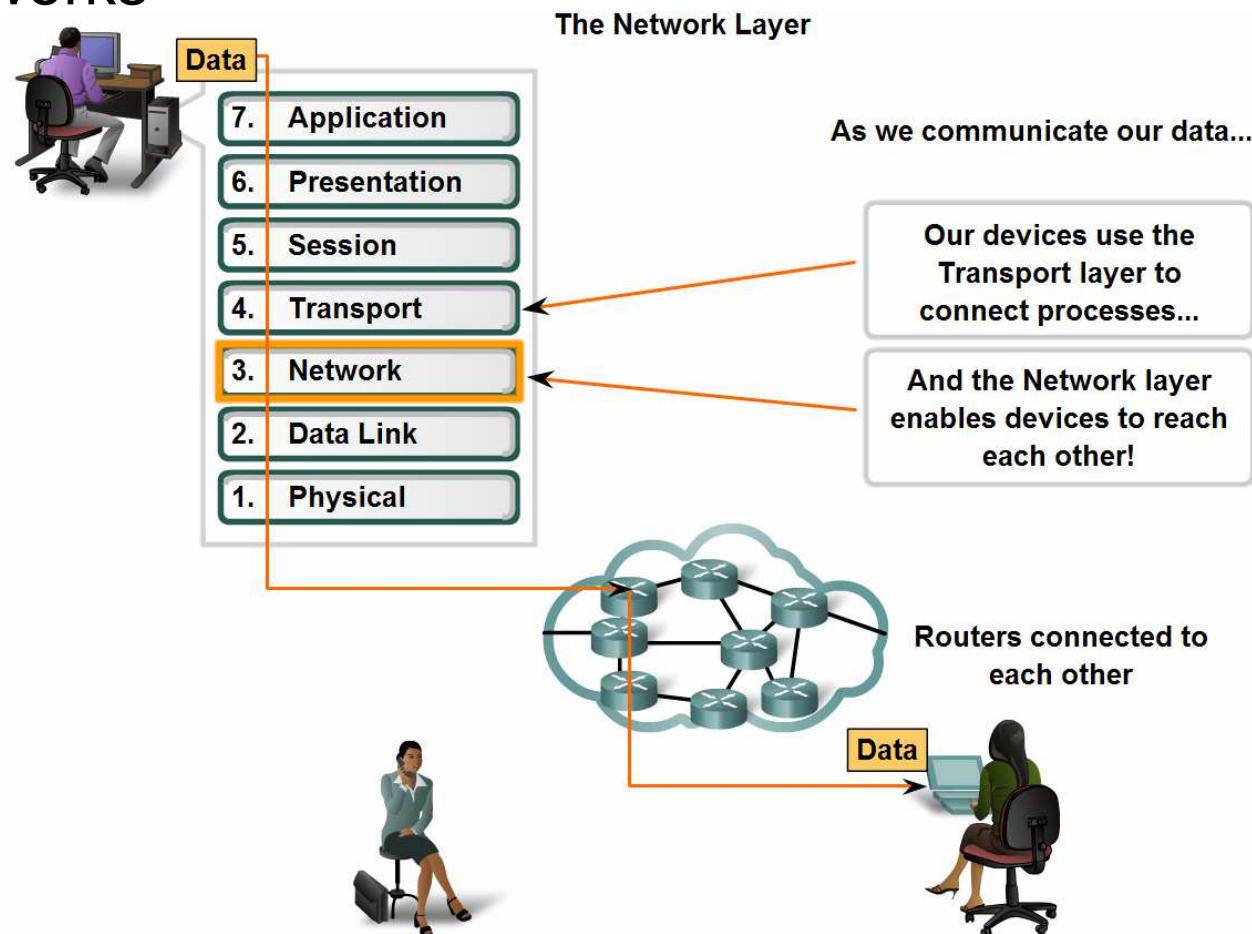 The Network Layer
Data
7. Application
As we communicate our data...
6. Presentation
Our devices use the
Transport layer to
connect processes...
5. Session
4. Transport
3. Network
And the Network layer
enables devices to reach
each other!
2. Data Link
1. Physical
Routers connected to
each other
Data